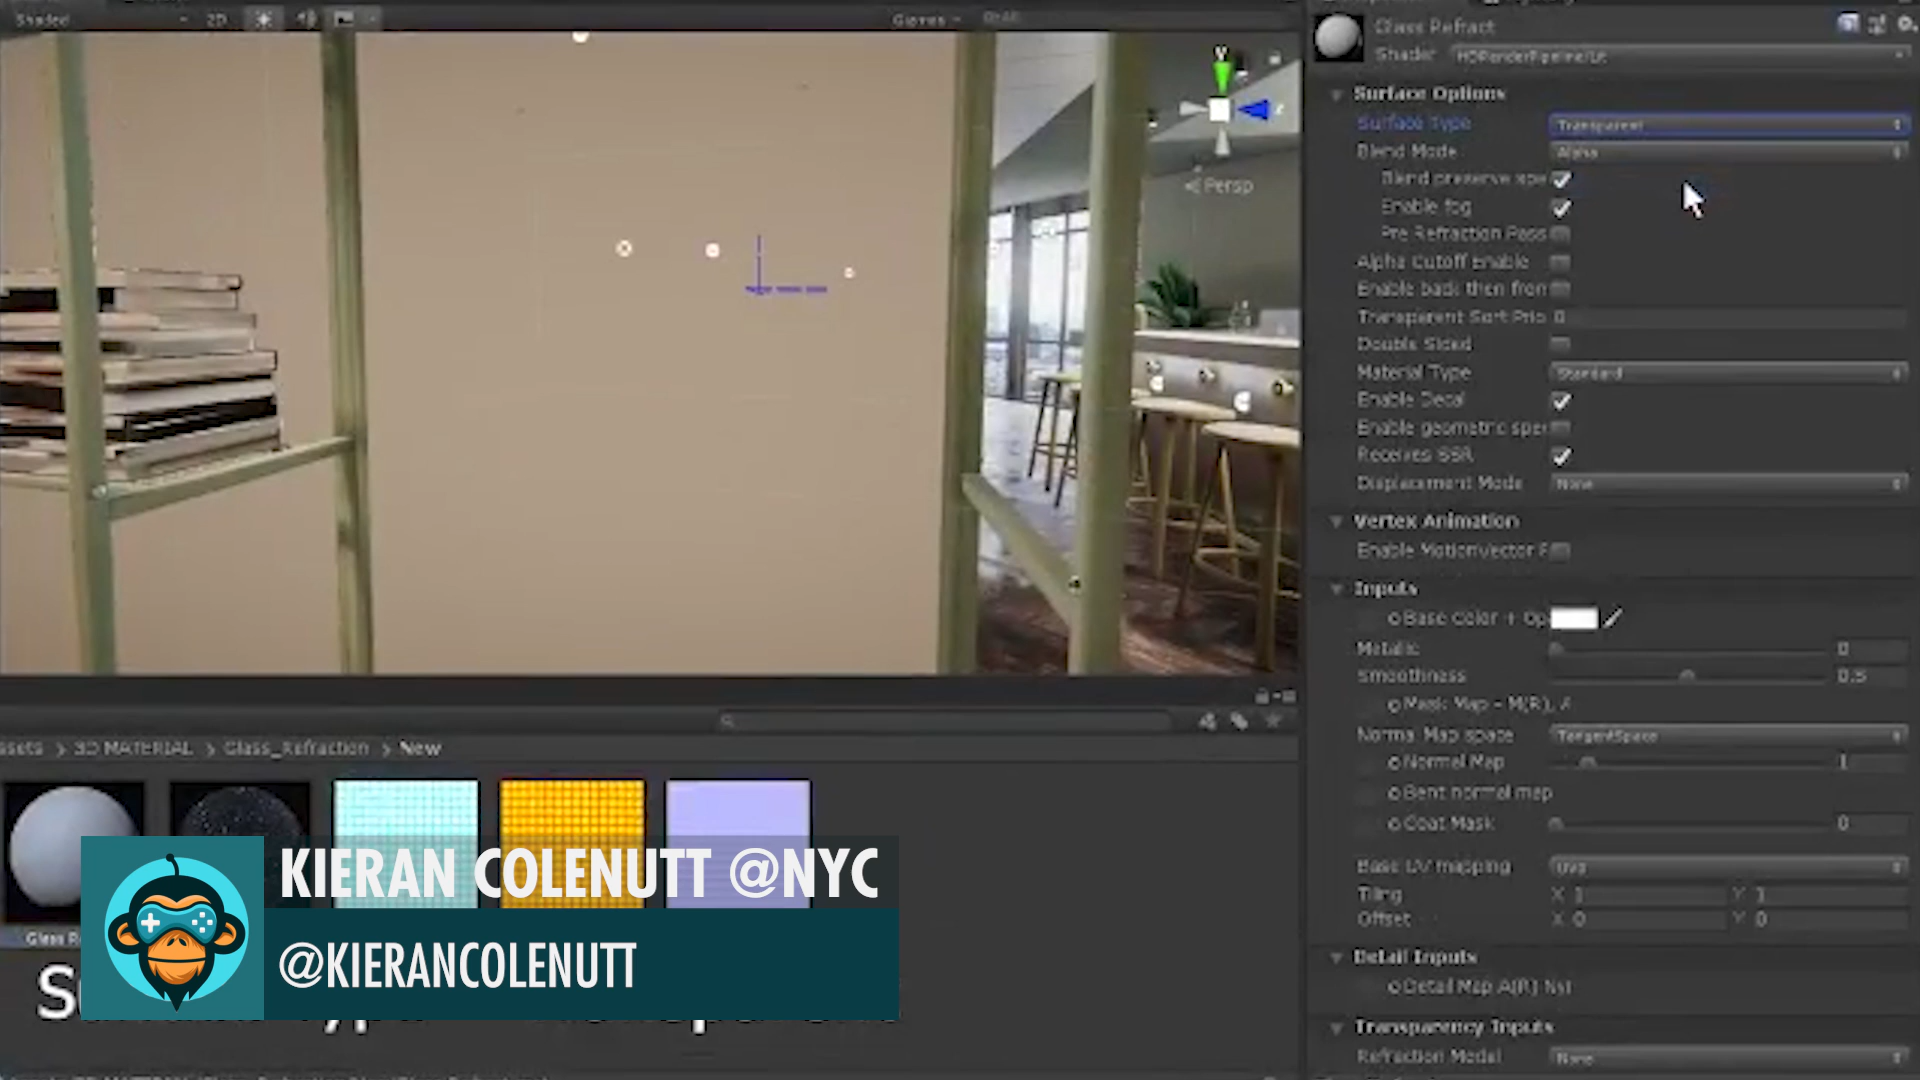 Shaded
2D
Gizmos
Glass Refract
Shader
HDRenderPipeline/Lit
Surface Options
Surface Type
Transparent
Blend Mode
Alpha
Blend preserve spe
Enable fog
Pre Refraction Pass
Alpha Cutoff Enable
Enable back then fron
Transparent Sort Prio 0
Double Sided
Material Type
Standard
Enable Decal
Enable geometric spe
Receives SSR
Displacement Mode
None
Vertex Animation
Enable MotionVector F
Inputs
Base Color + Op
Metallic
0
Smoothness
0.5
Mask Map - M(R), A
Normal Map space
TangentSpace
Normal Map
1
Bent normal map
Coat Mask
0
Base UV mapping
UV0
Tiling
X 1
Y 1
Offset
X 0
Y 0
Detail Inputs
Detail Map A(R) Ny(
Transparency Inputs
Refraction Model
None
Persp
ssets > 3D MATERIAL > Glass_Refraction > New
Glass R
KIERAN COLENUTT @NYC
@KIERANCOLENUTT